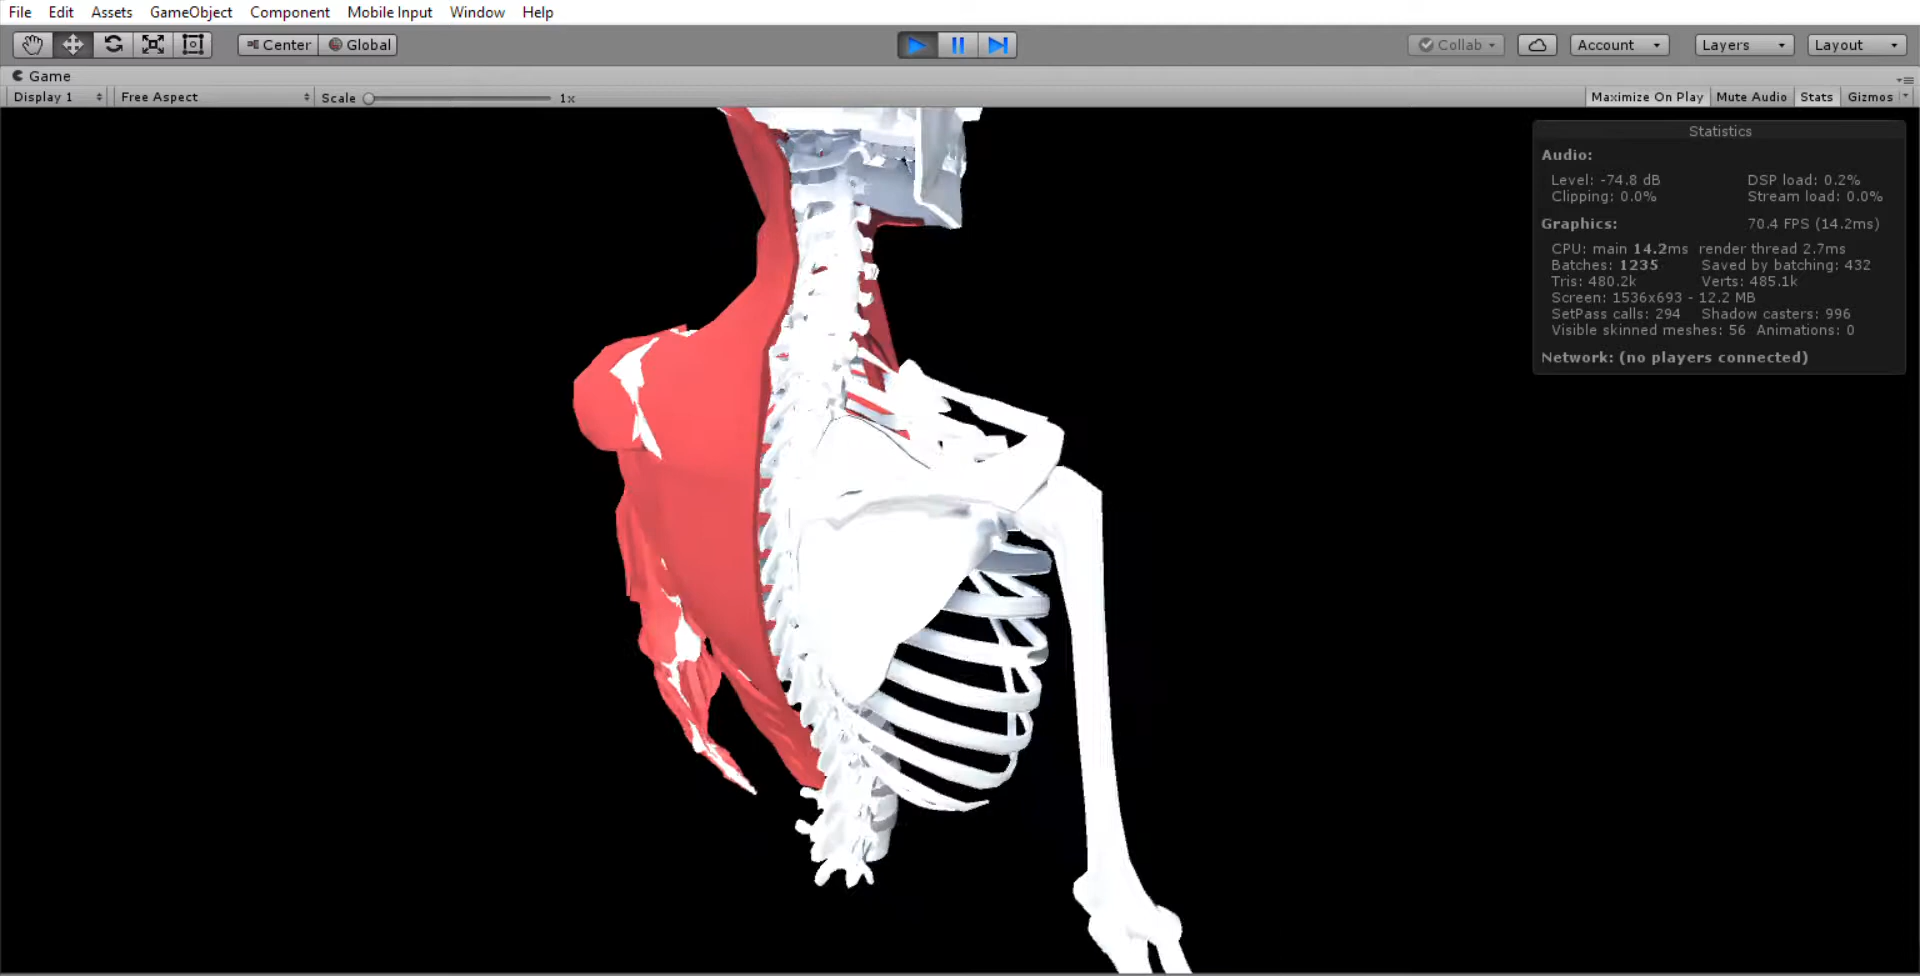 File Edit Assets GameObject Component Mobile Input Window Help
Center Global Collab Account Layers Layout
Game
Display 1 Free Aspect Scale 1x Maximize On Play Mute Audio Stats Gizmos
Statistics
Audio:
Level: -74.8 dB DSP load: 0.2%
Clipping: 0.0% Stream load: 0.0%
Graphics: 70.4 FPS (14.2ms)
CPU: main 14.2ms render thread 2.7ms
Batches: 1235 Saved by batching: 432
Tris: 480.2k Verts: 485.1k
Screen: 1536x693 - 12.2 MB
SetPass calls: 294 Shadow casters: 996
Visible skinned meshes: 56 Animations: 0
Network: (no players connected)